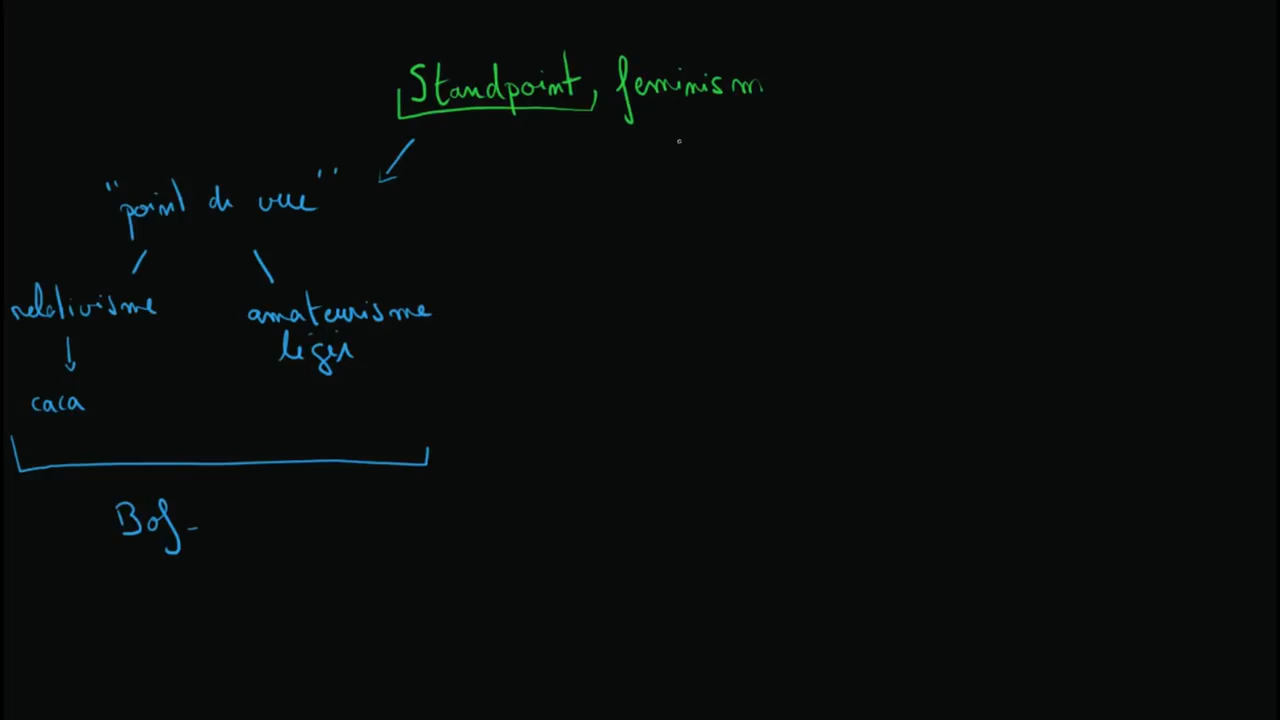 Standpoint, feminism
"point de vue"
relativisme
amateurisme
léger
caca
Bof -